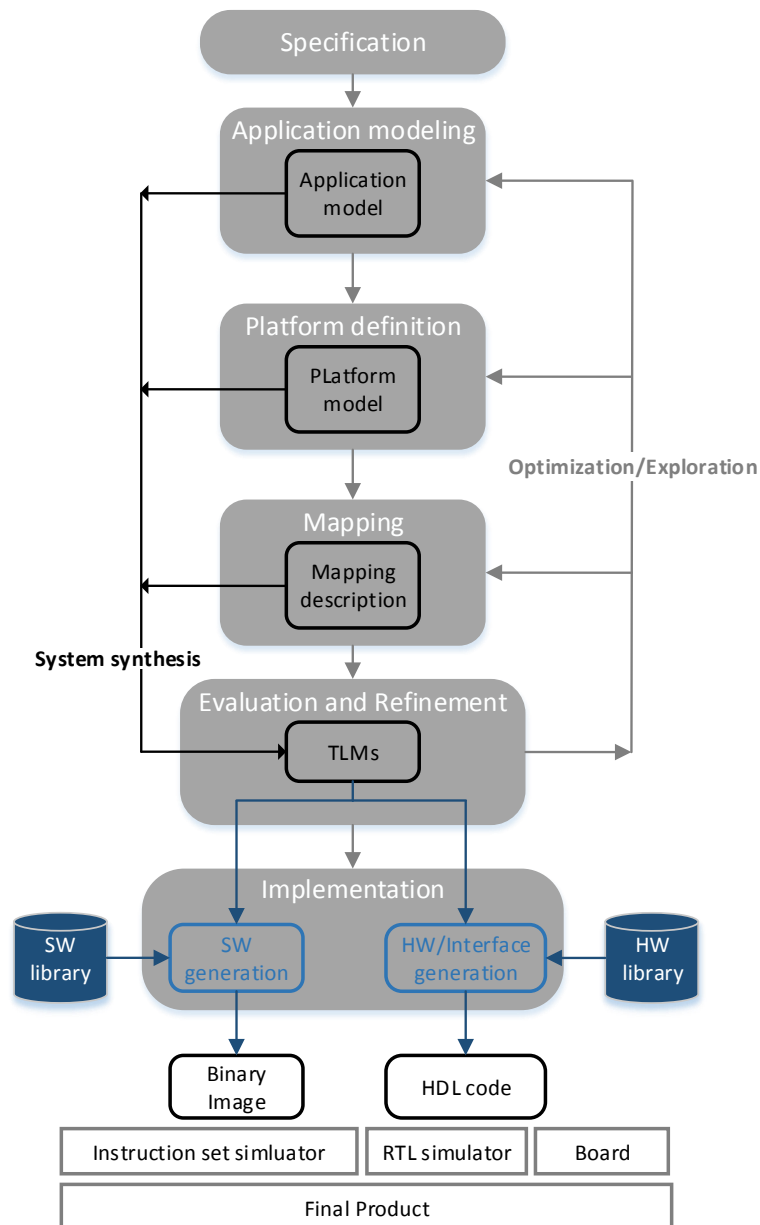 Specification
Application modeling
Application
model
Platform definition
PLatform
model
Optimization/Exploration
Mapping
Mapping
description
System synthesis
Evaluation and Refinement
TLMs
Implementation
SW
library
SW
generation
HW/Interface
generation
HW
library
Binary
Image
HDL code
Instruction set simluator
RTL simulator
Board
Final Product